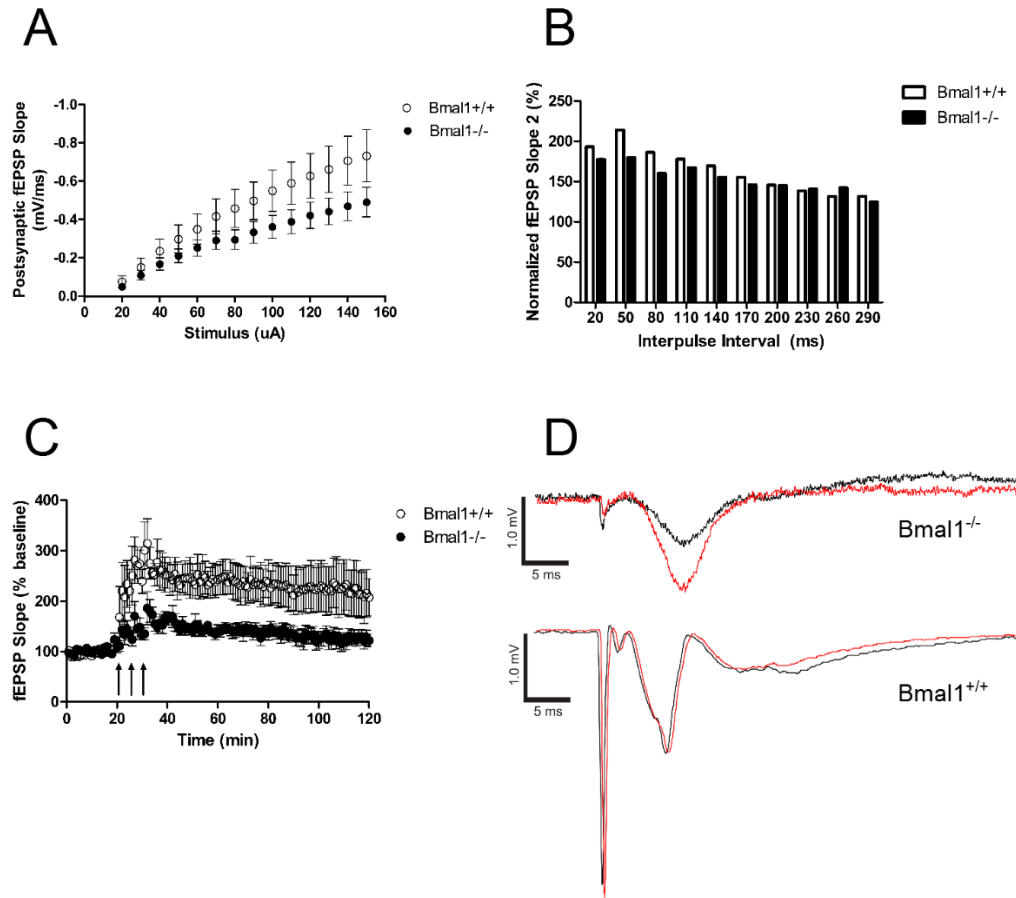 A
Postsynaptic fEPSP Slope
(mV/ms)
-1.0
-0.8
-0.6
-0.4
-0.2
0.0
20 40 60 80 100 120 140 160
Stimulus (uA)
Bmal1+/+
Bmal1-/-
B
Normalized fEPSP Slope 2 (%)
250
200
150
100
50
0
20 50 80 110 140 170 200 230 260 290
Interpulse Interval (ms)
Bmal1+/+
Bmal1-/-
C
fEPSP Slope (% baseline)
400
300
200
100
0
0 20 40 60 80 100 120
Time (min)
Bmal1+/+
Bmal1-/-
D
1.0 mV
5 ms
Bmal1-/-
1.0 mV
5 ms
Bmal1+/+